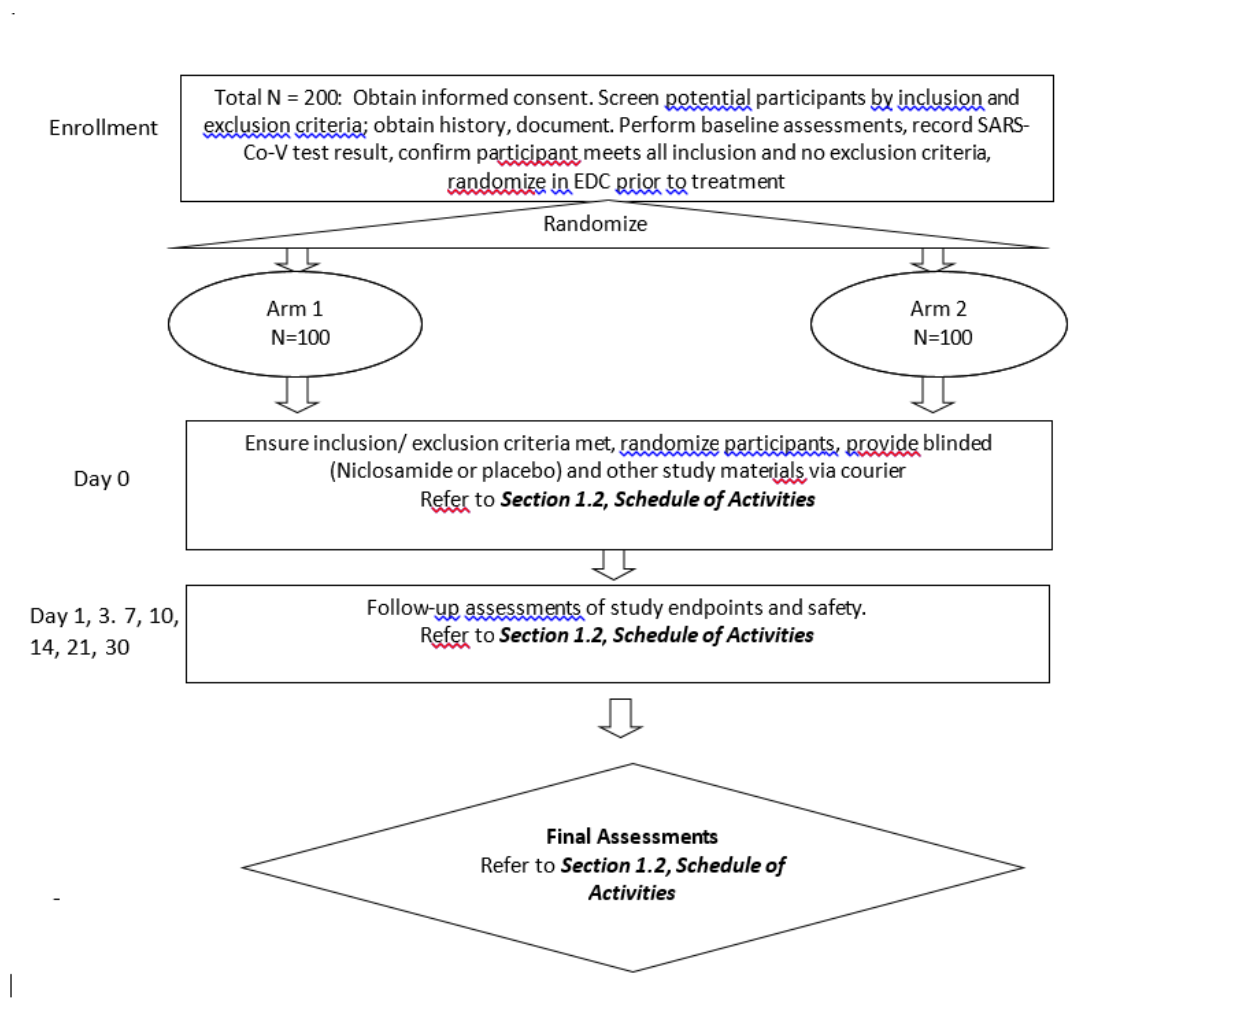 Total N = 200:  Obtain informed consent. Screen potential participants by inclusion and
Enrollment
exclusion criteria; obtain history, document. Perform baseline assessments, record SARS-
Co-V test result, confirm participant meets all inclusion and no exclusion criteria,
randomize in EDC prior to treatment
Randomize
Arm 1
N=100
Arm 2
N=100
Day 0
Ensure inclusion/ exclusion criteria met, randomize participants, provide blinded
(Niclosamide or placebo) and other study materials via courier
Refer to Section 1.2, Schedule of Activities
Day 1, 3. 7, 10,
14, 21, 30
Follow-up assessments of study endpoints and safety.
Refer to Section 1.2, Schedule of Activities
Final Assessments
Refer to Section 1.2, Schedule of
Activities